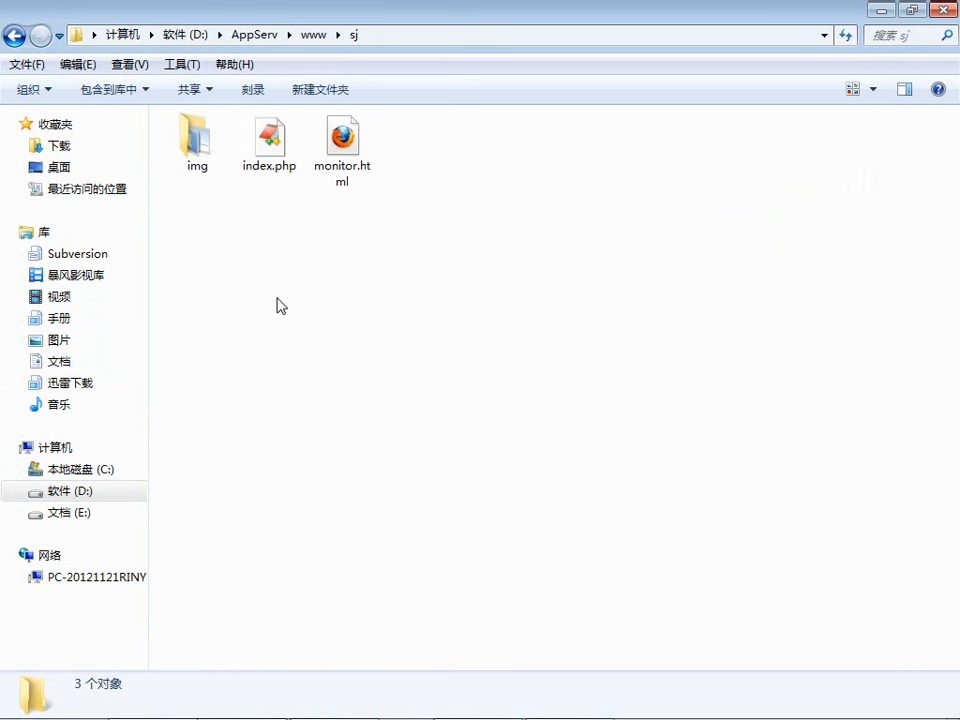 计算机 软件 (D:) AppServ www sj 搜索 sj
文件(F) 编辑(E) 查看(V) 工具(T) 帮助(H)
组织 包含到库中 共享 刻录 新建文件夹
收藏夹
下载
桌面
最近访问的位置
库
Subversion
暴风影视库
视频
手册
图片
文档
迅雷下载
音乐
计算机
本地磁盘 (C:)
软件 (D:)
文档 (E:)
网络
PC-20121121RINY
img
index.php
monitor.ht
ml
3 个对象